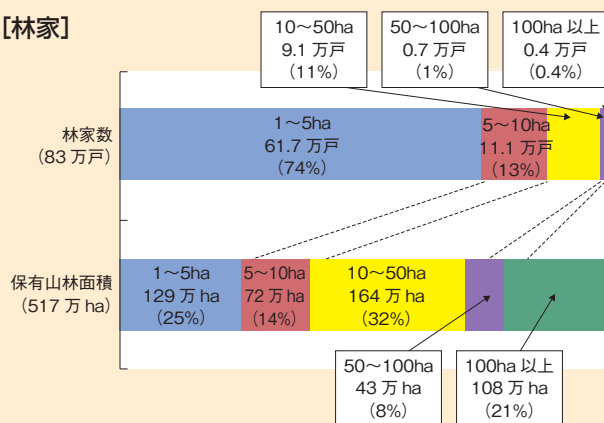 [林家]
10～50ha
9.1 万戸
(11%)
50～100ha
0.7 万戸
(1%)
100ha 以上
0.4 万戸
(0.4%)
林家数
(83 万戸)
1～5ha
61.7 万戸
(74%)
5～10ha
11.1 万戸
(13%)
保有山林面積
(517 万 ha)
1～5ha
129 万 ha
(25%)
5～10ha
72 万 ha
(14%)
10～50ha
164 万 ha
(32%)
50～100ha
43 万 ha
(8%)
100ha 以上
108 万 ha
(21%)